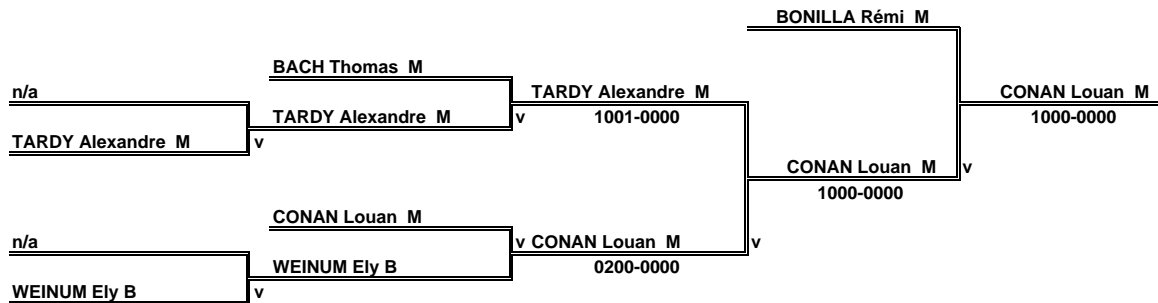 BONILLA Rémi  M
BACH Thomas  M
n/a
TARDY Alexandre  M
CONAN Louan  M
TARDY Alexandre  M
v
1001-0000
1000-0000
TARDY Alexandre  M
v
CONAN Louan  M
v
1000-0000
CONAN Louan  M
n/a
v
CONAN Louan  M
v
WEINUM Ely B
0200-0000
WEINUM Ely B
v